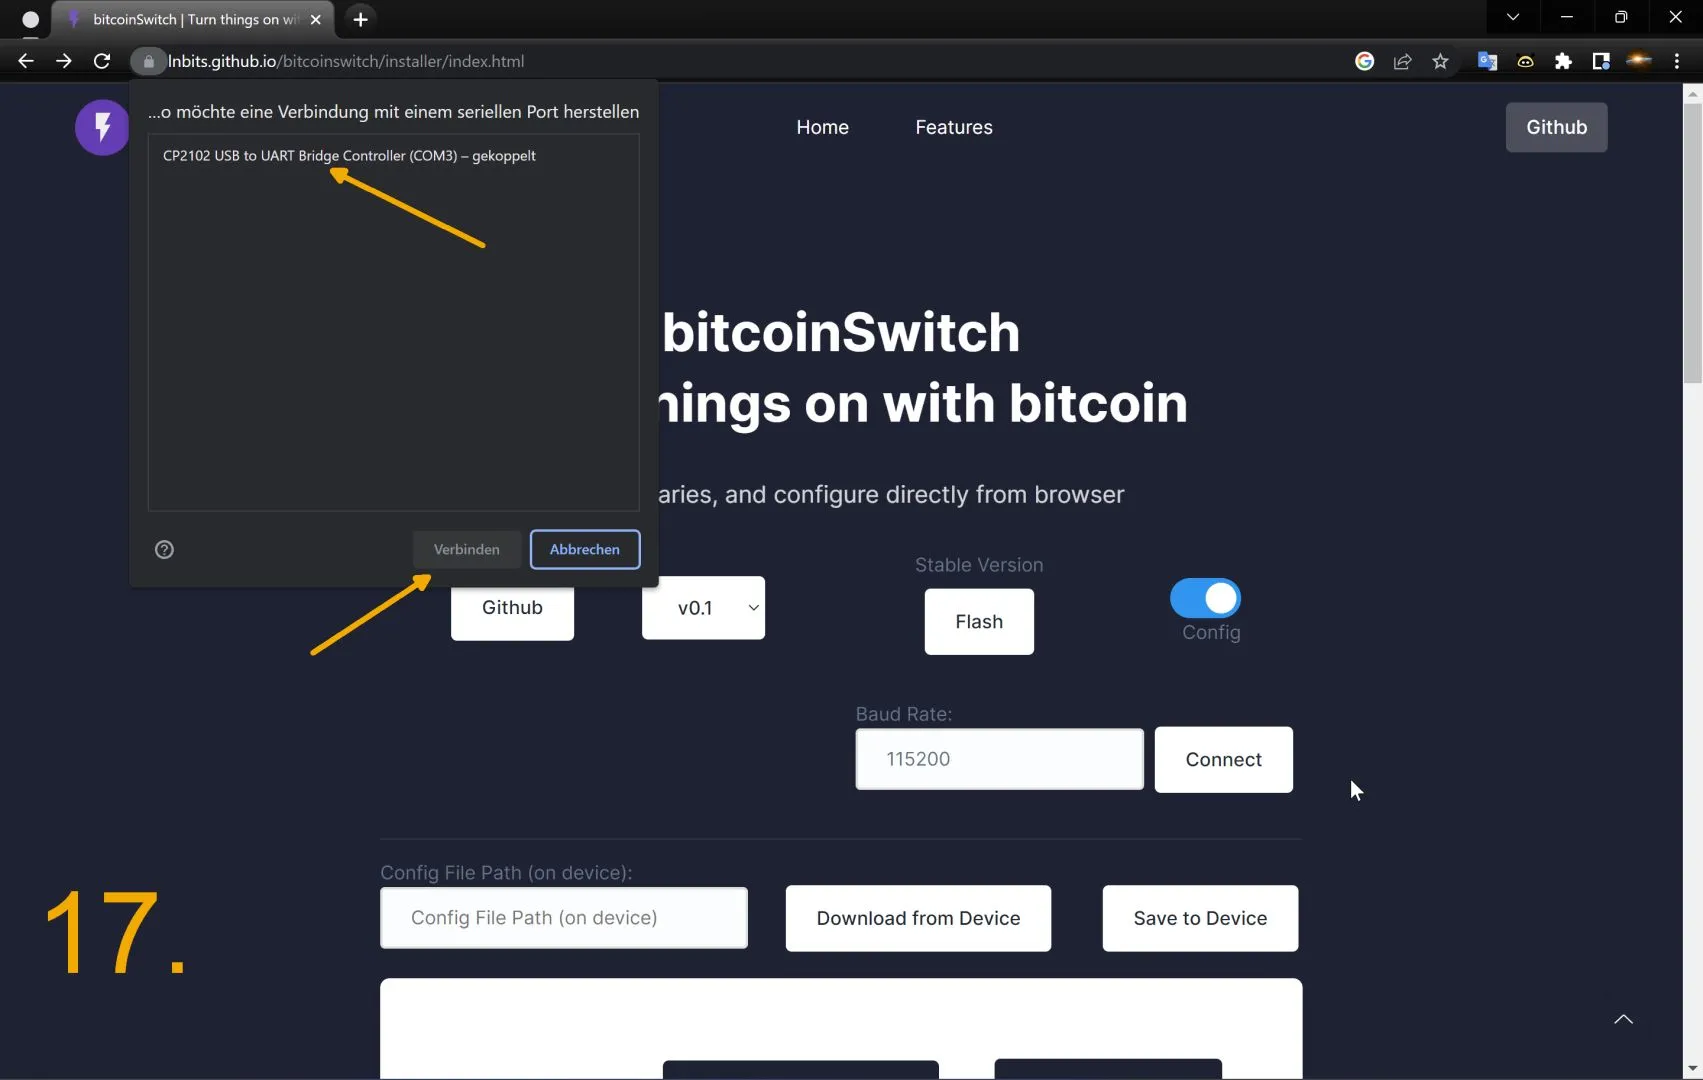 bitcoinSwitch | Turn things on wi
lnbits.github.io/bitcoinswitch/installer/index.html
...o möchte eine Verbindung mit einem seriellen Port herstellen
CP2102 USB to UART Bridge Controller (COM3) – gekoppelt
Verbinden
Abbrechen
Home
Features
Github
bitcoinSwitch
hings on with bitcoin
aries, and configure directly from browser
Github
v0.1
Stable Version
Flash
Config
Baud Rate:
115200
Connect
Config File Path (on device):
Config File Path (on device)
Download from Device
Save to Device
17.